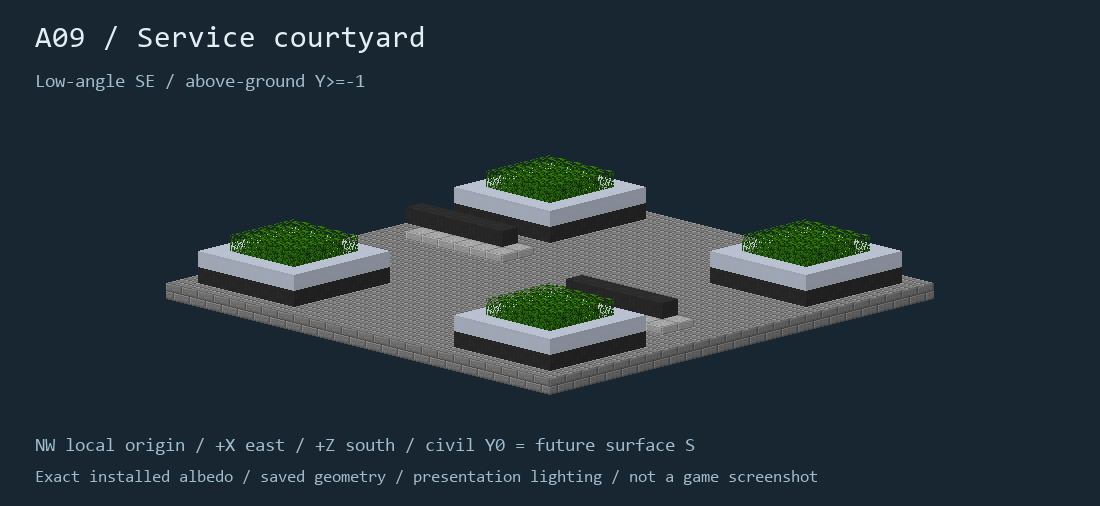 A09 / Service courtyard
Low-angle SE / above-ground Y>=-1
NW local origin / +X east / +Z south / civil Y0 = future surface S
Exact installed albedo / saved geometry / presentation lighting / not a game screenshot